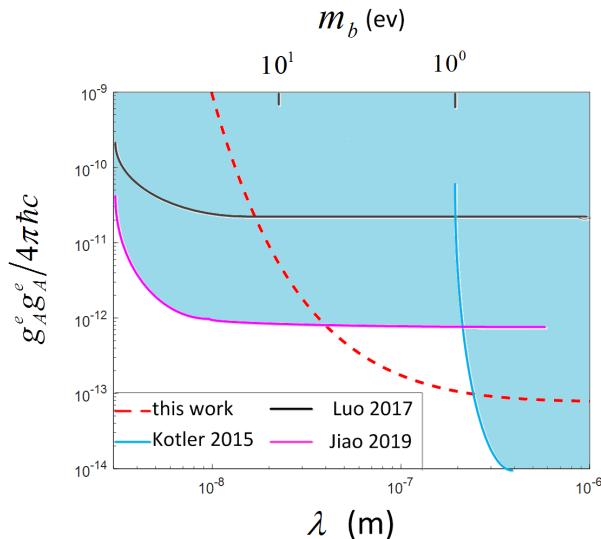 m_b (ev)
10^1 10^0
10^-9
10^-10
10^-11
10^-12
10^-13
10^-14
g_A^e g_A^e/4πħc
this work Luo 2017
Kotler 2015 Jiao 2019
10^-8 10^-7 10^-6
λ (m)